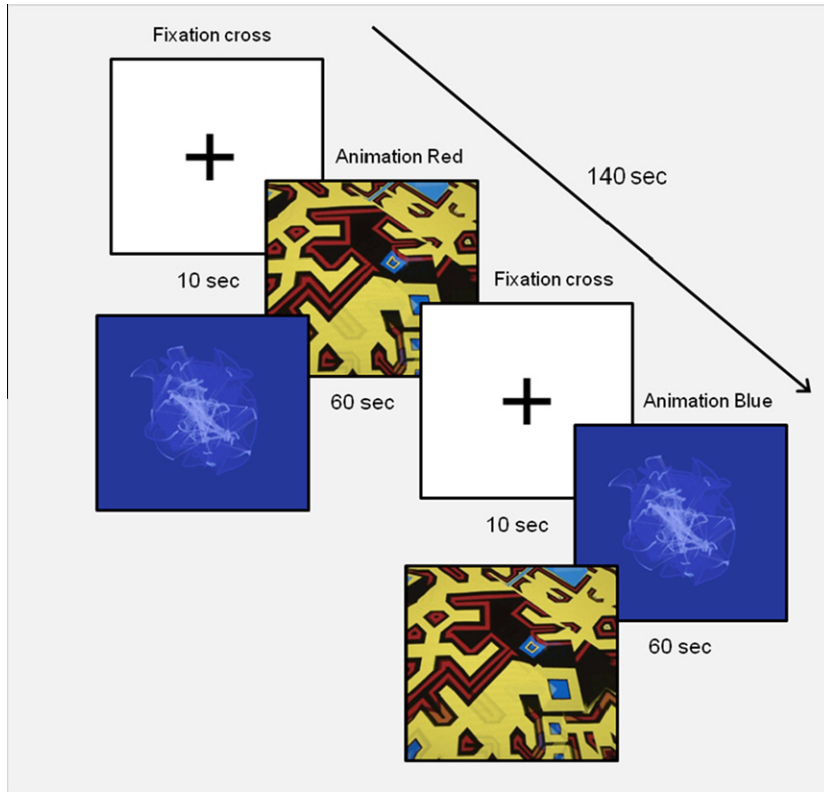 Fixation cross
Animation Red
140 sec
10 sec
Fixation cross
60 sec
Animation Blue
10 sec
60 sec